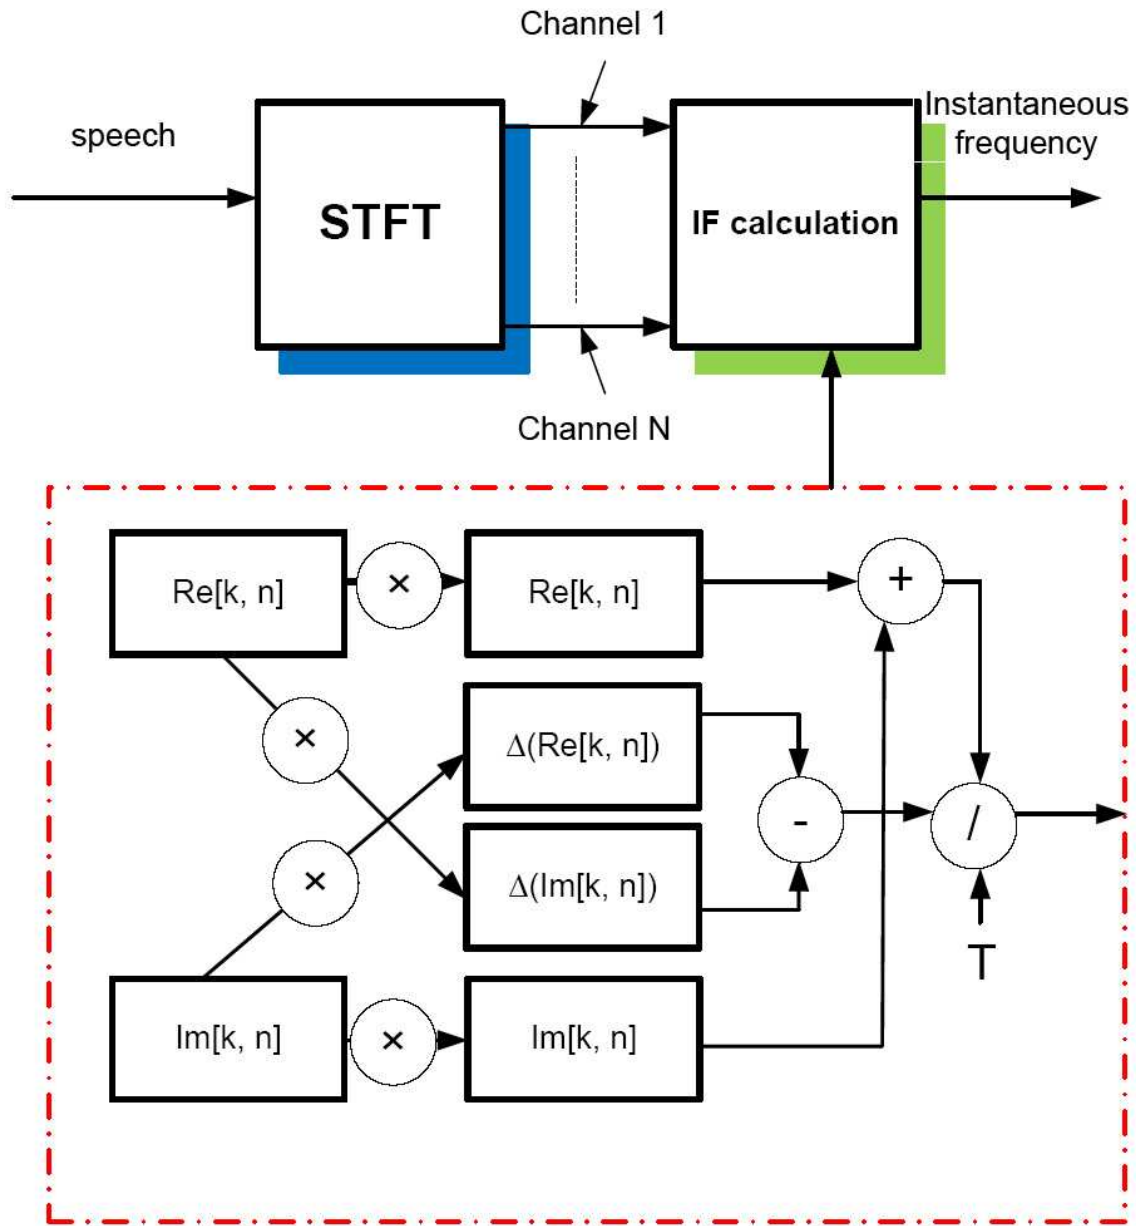 Channel 1
speech
Instantaneous
frequency
STFT
IF calculation
Channel N
Re[k, n]
×
Re[k, n]
+
×
Δ(Re[k, n])
-
/
×
Δ(Im[k, n])
T
Im[k, n]
×
Im[k, n]